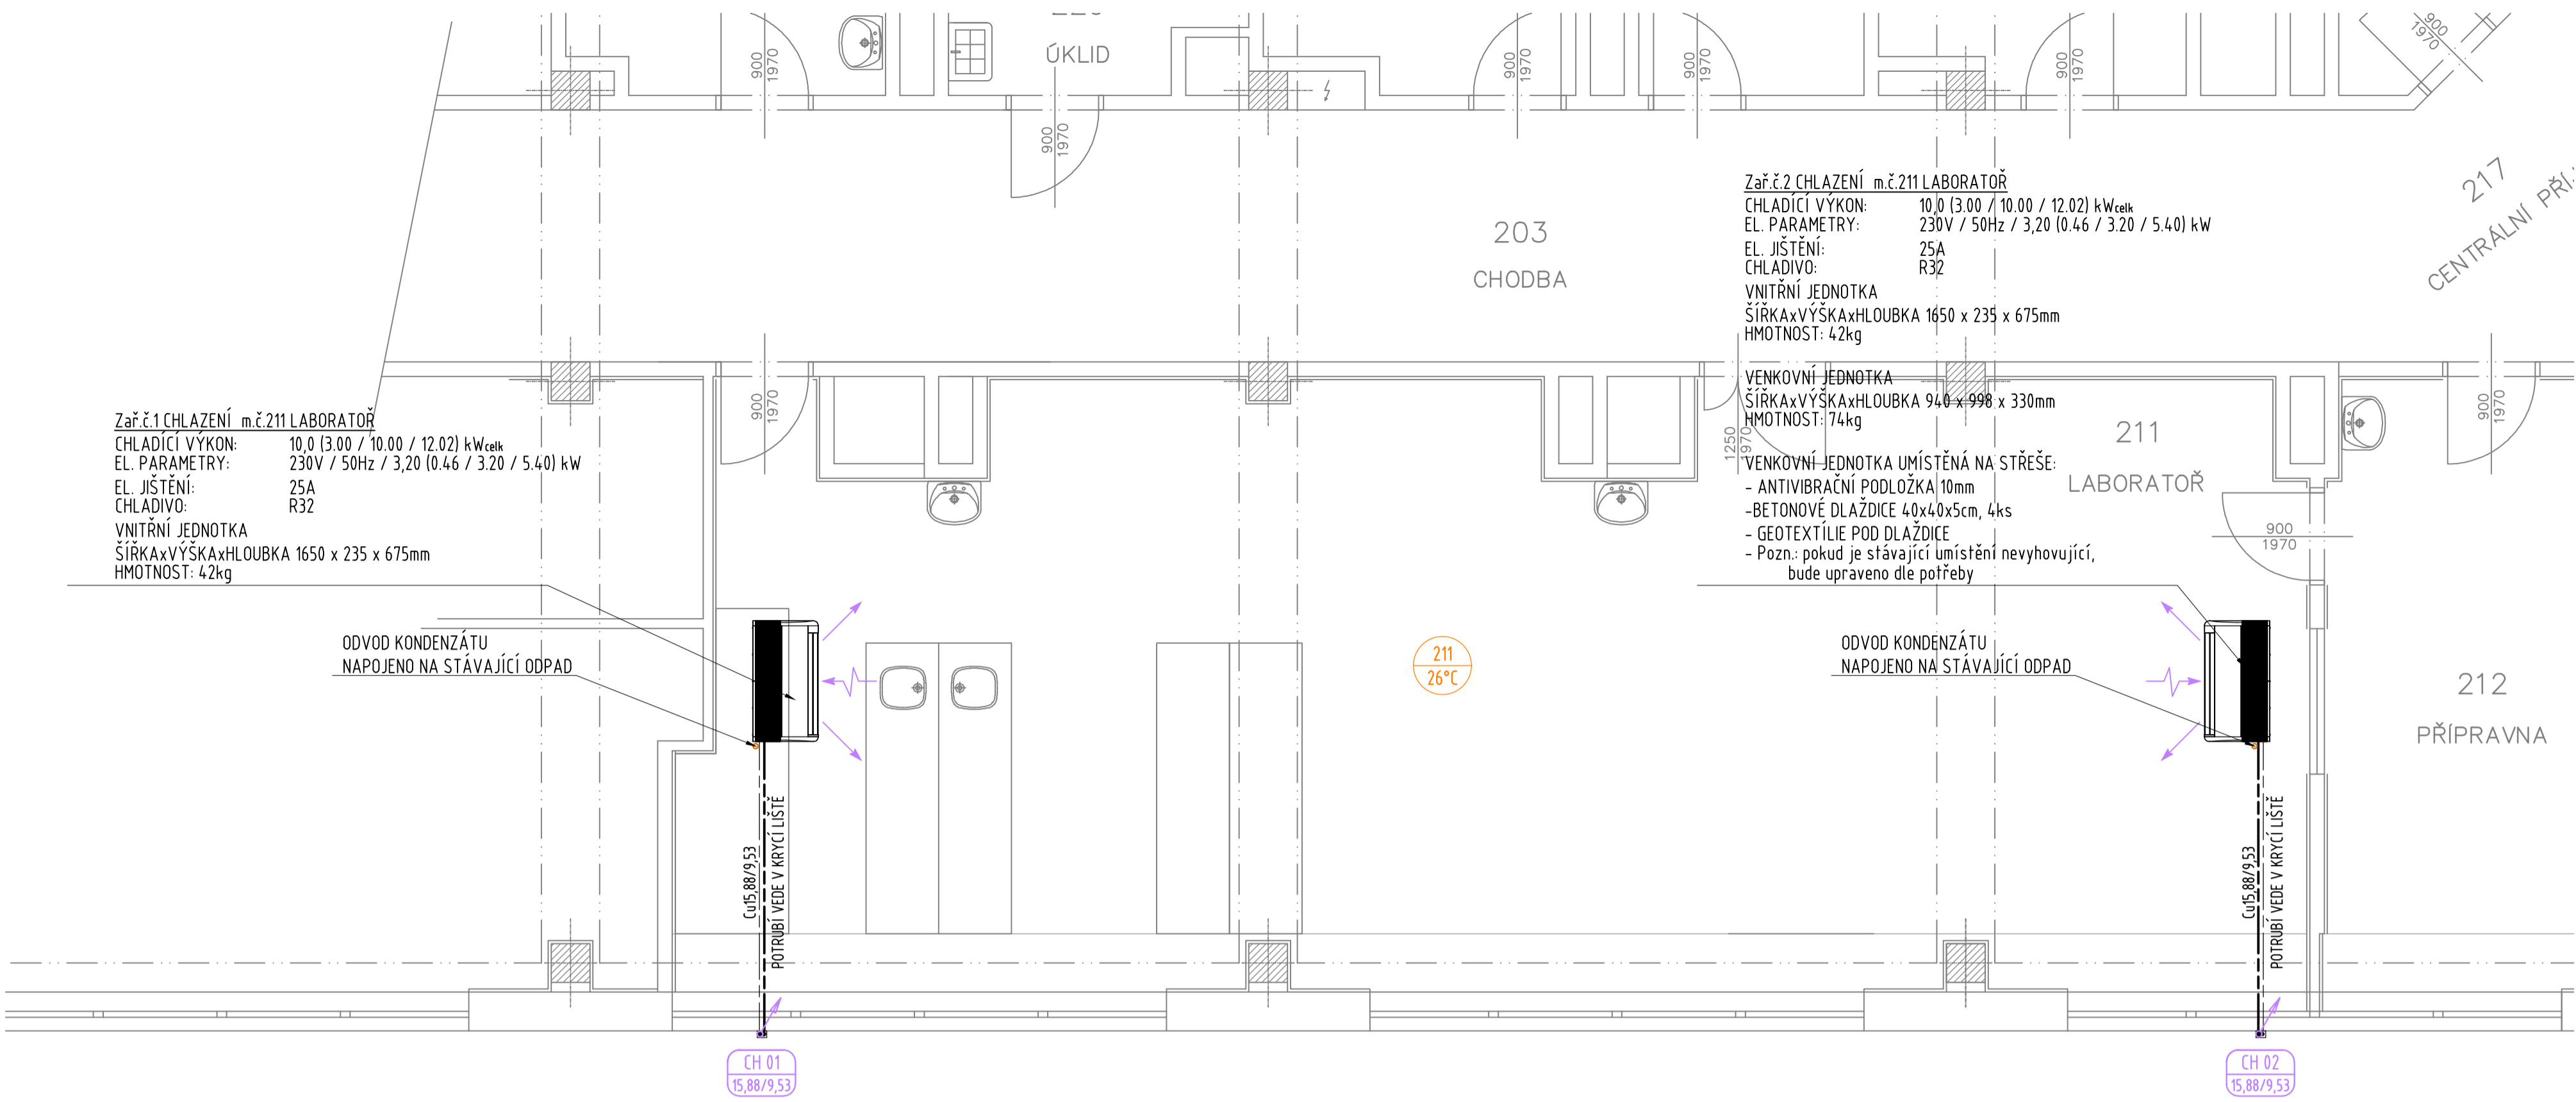 ÚKLID
900
1970
900
1970
900
1970
900
1970
900
1970
900
1970
203
CHODBA
217
Zař.č.2 CHLAZENÍ m.č.211 LABORATOŘ
CHLADÍCÍ VÝKON: 10,0 (3.00 / 10.00 / 12.02) kWcelk
EL. PARAMETRY: 230V / 50Hz / 3,20 (0.46 / 3.20 / 5.40) kW
EL. JIŠTĚNÍ: 25A
CHLADIVO: R32
VNITŘNÍ JEDNOTKA
ŠÍŘKAxVÝŠKAxHLOUBKA 1650 x 235 x 675mm
HMOTNOST: 42kg
VENKOVNÍ JEDNOTKA
ŠÍŘKAxVÝŠKAxHLOUBKA 940 x 998 x 330mm
HMOTNOST: 74kg
VENKOVNÍ JEDNOTKA UMÍSTĚNÁ NA STŘEŠE:
- ANTIVIBRAČNÍ PODLOŽKA 10mm
-BETONOVÉ DLAŽDICE 40x40x5cm, 4ks
- GEOTEXTÍLIE POD DLAŽDICE
- Pozn.: pokud je stávající umístění nevyhovující,
bude upraveno dle potřeby
CENTRÁLNÍ
Zař.č.1 CHLAZENÍ m.č.211 LABORATOŘ
CHLADÍCÍ VÝKON: 10,0 (3.00 / 10.00 / 12.02) kWcelk
EL. PARAMETRY: 230V / 50Hz / 3,20 (0.46 / 3.20 / 5.40) kW
EL. JIŠTĚNÍ: 25A
CHLADIVO: R32
VNITŘNÍ JEDNOTKA
ŠÍŘKAxVÝŠKAxHLOUBKA 1650 x 235 x 675mm
HMOTNOST: 42kg
900
1970
1250
1970
900
1970
211
LABORATOŘ
900
1970
ODVOD KONDENZÁTU
NAPOJENO NA STÁVAJÍCÍ ODPAD
211
26°C
ODVOD KONDENZÁTU
NAPOJENO NA STÁVAJÍCÍ ODPAD
212
PŘÍPRAVNA
Cu15,88/9,53
POTRUBÍ VEDE V KRYCÍ LIŠTĚ
Cu15,88/9,53
POTRUBÍ VEDE V KRYCÍ LIŠTĚ
CH 01
15,88/9,53
CH 02
15,88/9,53